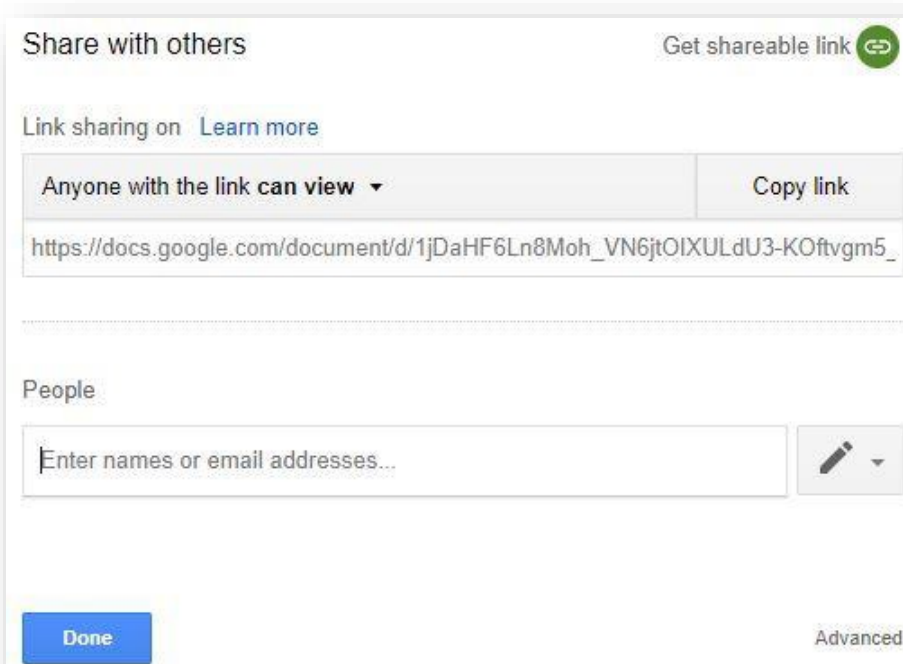 Share with others Get shareable link
Link sharing on Learn more
Anyone with the link can view Copy link
https://docs.google.com/document/d/1jDaHF6Ln8Moh_VN6jtOIXULdU3-KOftvgm5_
People
Enter names or email addresses...
Done Advanced